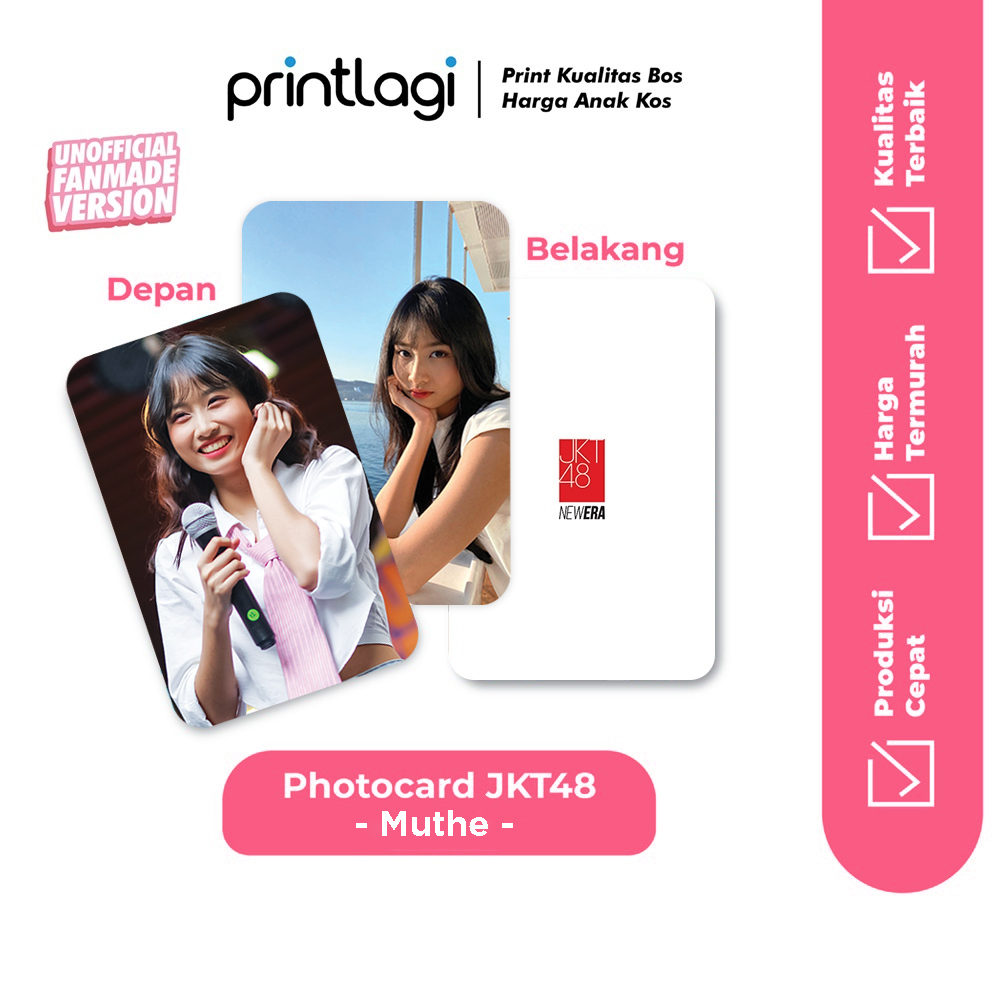 printlagi
Print Kualitas Bos
Harga Anak Kos
UNOFFICIAL
FANMADE
VERSION
Depan
Belakang
JKT
48
NEWERA
Photocard JKT48
- Muthe -
Kualitas
Terbaik
Harga
Termurah
Produksi
Cepat